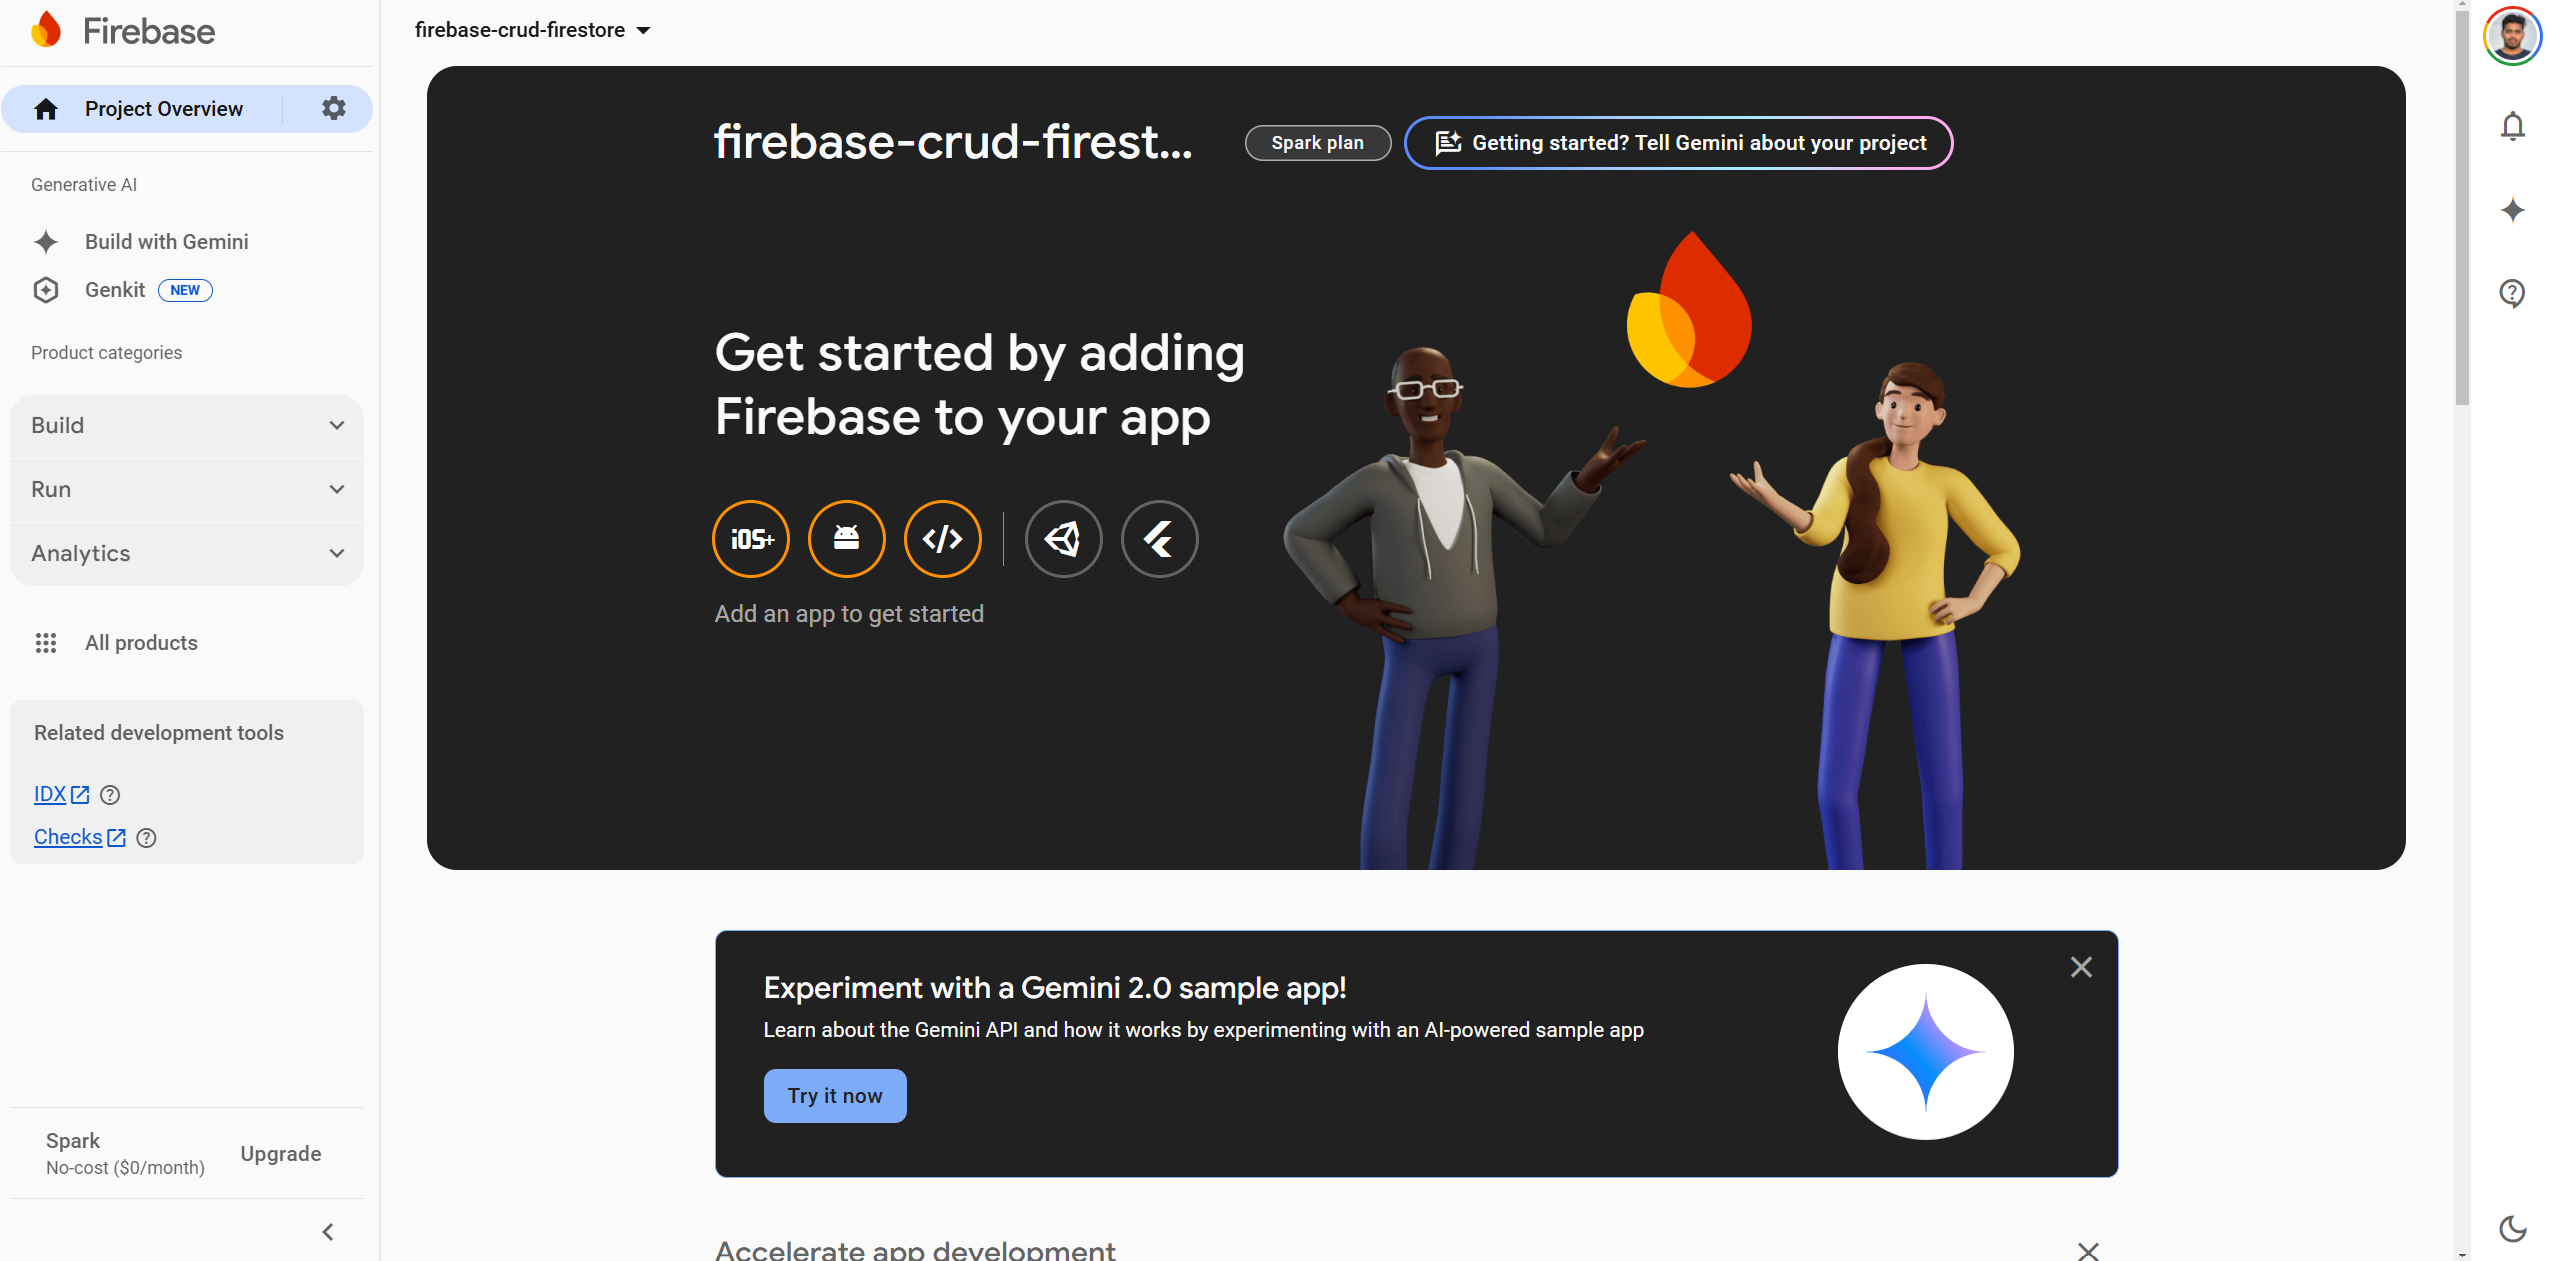 Firebase
Project Overview
Generative AI
Build with Gemini
Genkit NEW
Product categories
Build
Run
Analytics
All products
Related development tools
IDX
Checks
Spark
No-cost ($0/month)
Upgrade
firebase-crud-firestore
firebase-crud-firest...
Spark plan
Getting started? Tell Gemini about your project
Get started by adding
Firebase to your app
iOS+
Add an app to get started
Experiment with a Gemini 2.0 sample app!
Learn about the Gemini API and how it works by experimenting with an AI-powered sample app
Try it now
Accelerate app development